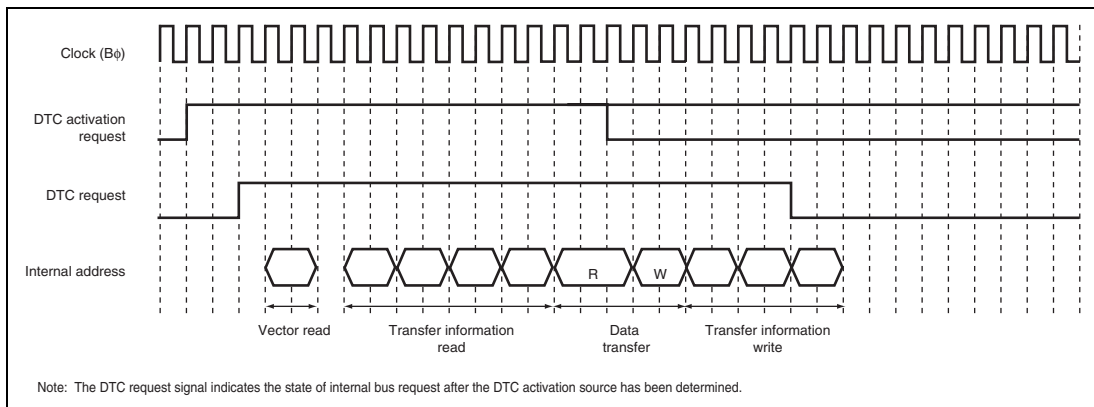 Clock (Bϕ)
DTC activation
request
DTC request
Internal address
R
W
Vector read
Transfer information
read
Data
transfer
Transfer information
write
Note: The DTC request signal indicates the state of internal bus request after the DTC activation source has been determined.